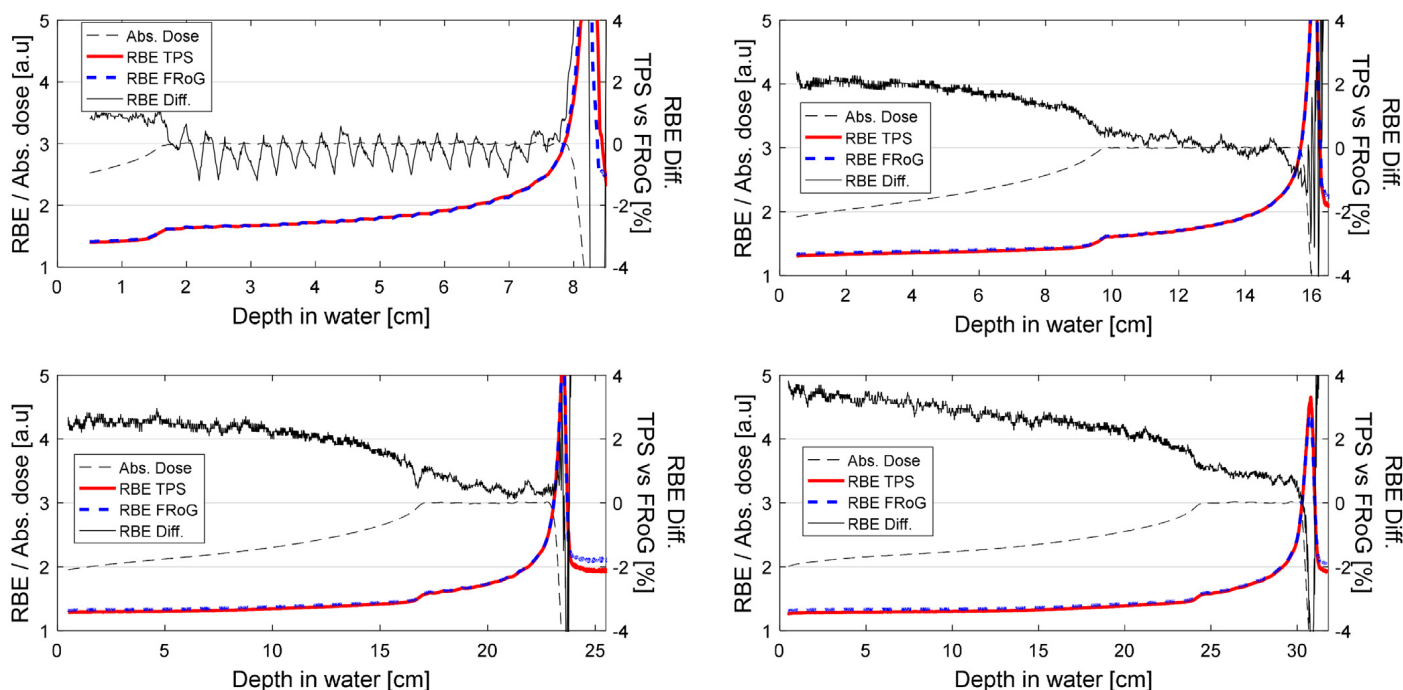 5
4
3
2
1
4
2
0
-2
-4
RBE / Abs. dose [a.u]
Abs. Dose
RBE TPS
RBE FRoG
RBE Diff.
RBE Diff.
TPS vs FRoG [%]
0 1 2 3 4 5 6 7 8
Depth in water [cm]
5
4
3
2
1
4
2
0
-2
-4
RBE / Abs. dose [a.u]
Abs. Dose
RBE TPS
RBE FRoG
RBE Diff.
RBE Diff.
TPS vs FRoG [%]
0 2 4 6 8 10 12 14 16
Depth in water [cm]
5
4
3
2
1
4
2
0
-2
-4
RBE / Abs. dose [a.u]
Abs. Dose
RBE TPS
RBE FRoG
RBE Diff.
RBE Diff.
TPS vs FRoG [%]
0 5 10 15 20 25
Depth in water [cm]
5
4
3
2
1
4
2
0
-2
-4
RBE / Abs. dose [a.u]
Abs. Dose
RBE TPS
RBE FRoG
RBE Diff.
RBE Diff.
TPS vs FRoG [%]
0 5 10 15 20 25 30
Depth in water [cm]